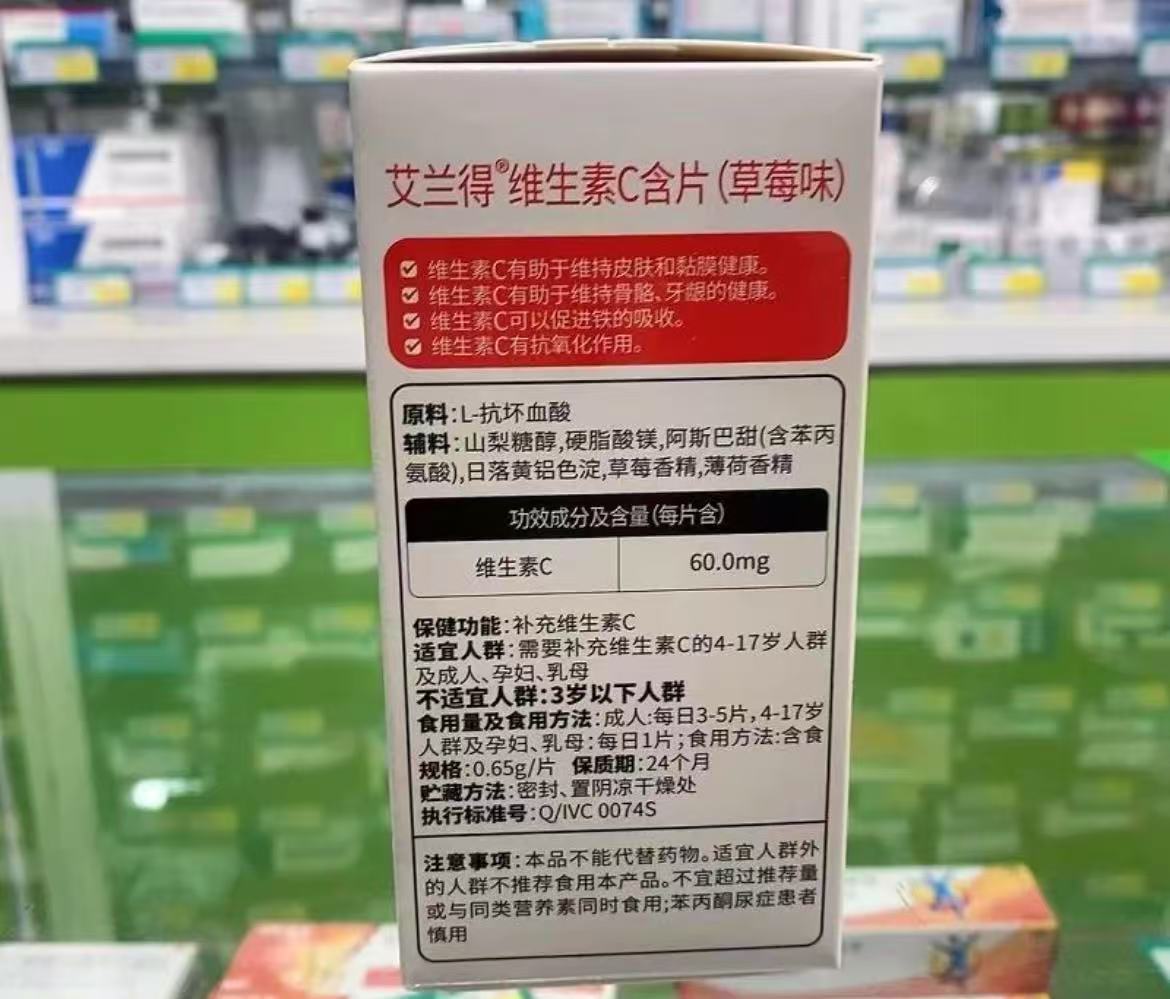 艾兰得®维生素C含片(草莓味)
维生素C有助于维持皮肤和黏膜健康。
维生素C有助于维持骨骼、牙龈的健康。
维生素C可以促进铁的吸收。
维生素C有抗氧化作用。
原料:L-抗坏血酸
辅料:山梨糖醇,硬脂酸镁,阿斯巴甜(含苯丙
氨酸),日落黄铝色淀,草莓香精,薄荷香精
功效成分及含量(每片含)
维生素C 60.0mg
保健功能:补充维生素C
适宜人群:需要补充维生素C的4-17岁人群
及成人、孕妇、乳母
不适宜人群:3岁以下人群
食用量及食用方法:成人:每日3-5片,4-17岁
人群及孕妇、乳母:每日1片;食用方法:含食
规格:0.65g/片 保质期:24个月
贮藏方法:密封、置阴凉干燥处
执行标准号:Q/IVC 0074S
注意事项:本品不能代替药物。适宜人群外
的人群不推荐食用本产品。不宜超过推荐量
或与同类营养素同时食用;苯丙酮尿症患者
慎用